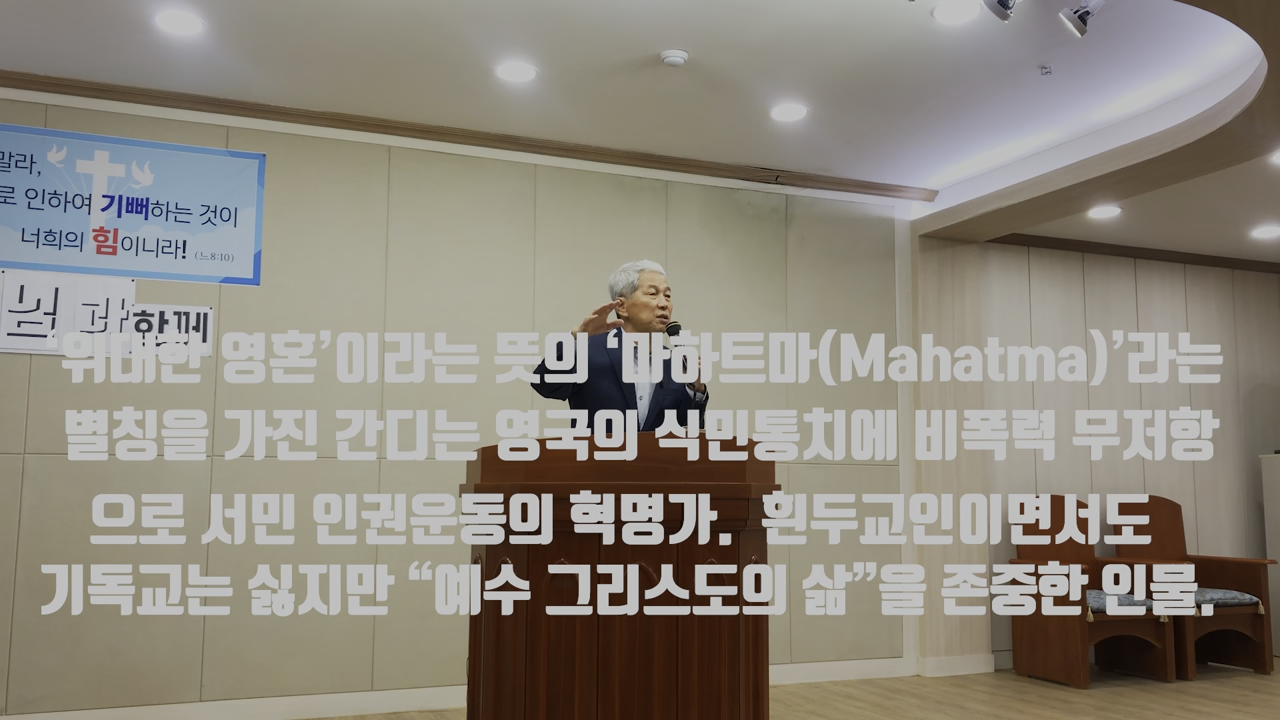 말라,
로 인하여 기뻐하는 것이
너희의 힘이니라! (느8:10)
함께
‘위대한 영혼’이라는 뜻의 ‘마하트마(Mahatma)’라는
별칭을 가진 간디는 영국의 식민통치에 비폭력 무저항
으로 서민 인권운동의 혁명가. 흰두교인이면서도
기독교는 싫지만 “예수 그리스도의 삶”을 존중한 인물.